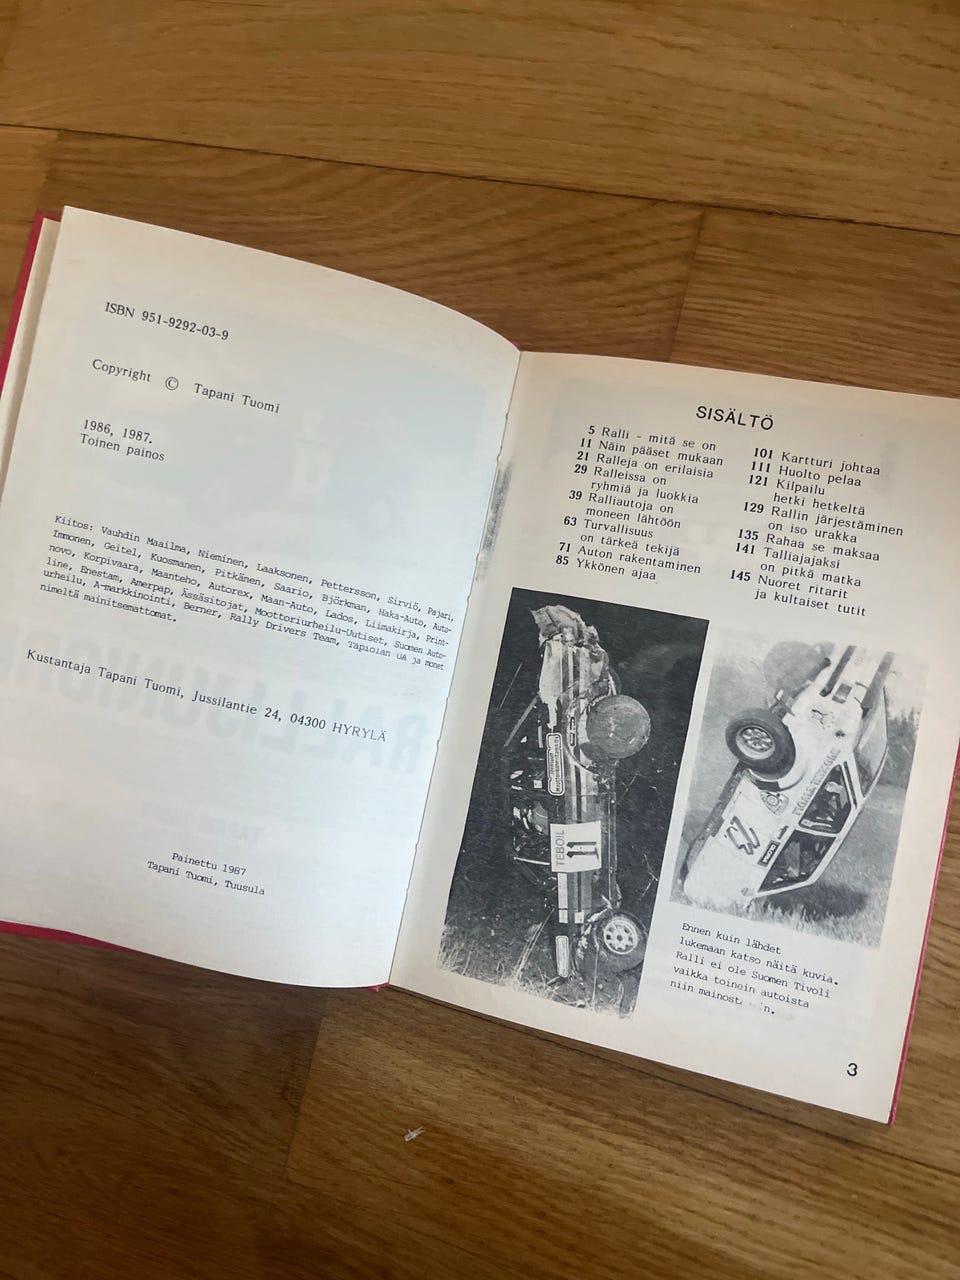 ISBN 951-9292-03-9
Copyright © Tapani Tuomi
1986, 1987.
Toinen painos
Kiitos: Vauhdin Maailma, Nieminen, Laaksonen, Pettersson, Sirviö, Pajari,
Immonen, Geitel, Kuosmanen, Pitkänen, Saario, Björkman, Haka-Auto, Auto-
novo, Korpivaara, Maanteho, Autorex, Maan-Auto, Lados, Liimakirja, Print-
line, Enestam, Amerpap, Ässäsitojat, Moottoriurheilu-Uutiset, Suomen Auto-
urheilu, A-markkinointi, Berner, Rally Drivers Team, Tapiolan UA ja monet
nimeltä mainitsemattomat.
Kustantaja Tapani Tuomi, Jussilantie 24, 04300 HYRYLÄ
Painettu 1987
Tapani Tuomi, Tuusula
SISÄLTÖ
5 Ralli - mitä se on
11 Näin pääset mukaan
21 Ralleja on erilaisia
29 Ralleissa on
ryhmiä ja luokkia
39 Ralliautoja on
moneen lähtöön
63 Turvallisuus
on tärkeä tekijä
71 Auton rakentaminen
85 Ykkönen ajaa
101 Kartturi johtaa
111 Huolto pelaa
121 Kilpailu
hetki hetkeltä
129 Rallin järjestäminen
on iso urakka
135 Rahaa se maksaa
141 Talliajajaksi
on pitkä matka
145 Nuoret ritarit
ja kultaiset tutit
TEBOIL
11
Ennen kuin lähdet
lukemaan katso näitä kuvia.
Ralli ei ole Suomen Tivoli
vaikka toinein autoista
niin mainost
3